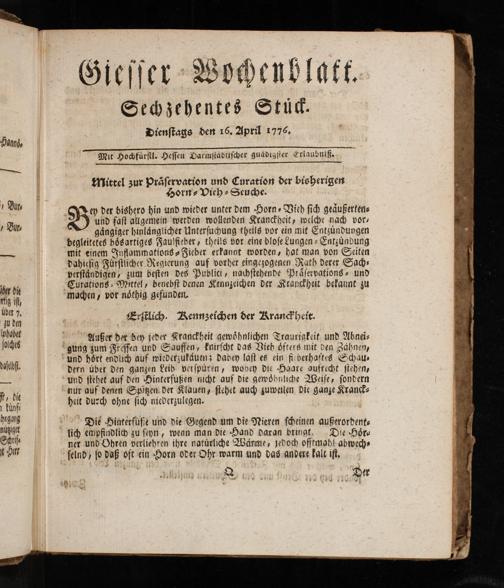 Giesser Wochenblatt.
Sechzehentes Stück.
Dienstags den 16. April 1776.
Mit Hochfürstl. Hessen Darmstädtischer gnädigster Erlaubniß.
Mittel zur Präservation und Curation der bisherigen
Horn-Vieh-Seuche.
Bey der bishero hin und wieder unter dem Horn-Vieh sich geäuserten
und fast allgemein werden wollenden Kranckheit, welche nach vor-
gängiger hinlänglicher Untersuchung theils vor ein mit Entzündungen
begleitetes bösartiges Faulfieber, theils vor eine blose Lungen-Entzündung
mit einem Inflammations-Fieber erkannt worden, hat man von Seiten
dahiesig Fürstlicher Regierung auf vorher eingezogenen Rath derer Sach-
verständigen, zum besten des Publici, nachstehende Präservations- und
Curations-Mittel, benebst denen Kennzeichen der Kranckheit bekannt zu
machen, vor nöthig gefunden.
Erstlich. Kennzeichen der Kranckheit.
Ausser der bey jeder Kranckheit gewöhnlichen Traurigkeit und Abnei-
gung zum Fressen und Sauffen, knirscht das Vieh öfters mit den Zähnen,
und hört endlich auf wiederzukäuen; dabey läst es ein fieberhaftes Schau-
dern über den ganzen Leib verspüren, wobey die Haare aufrecht stehen,
und stehet auf den Hinterfüsen nicht auf die gewöhnliche Weise, sondern
nur auf denen Spitzen der Klauen, stehet auch zuweilen die ganze Kranck-
heit durch ohne sich niederzulegen.
Die Hinterfüse und die Gegend um die Nieren scheinen ausserordent-
lich empfindlich zu seyn, wenn man die Hand daran bringt. Die Hör-
ner und Ohren verliehren ihre natürliche Wärme, jedoch offtmahl abwech-
selnd, so daß oft ein Horn oder Ohr warm und das andere kalt ist.
Q Der